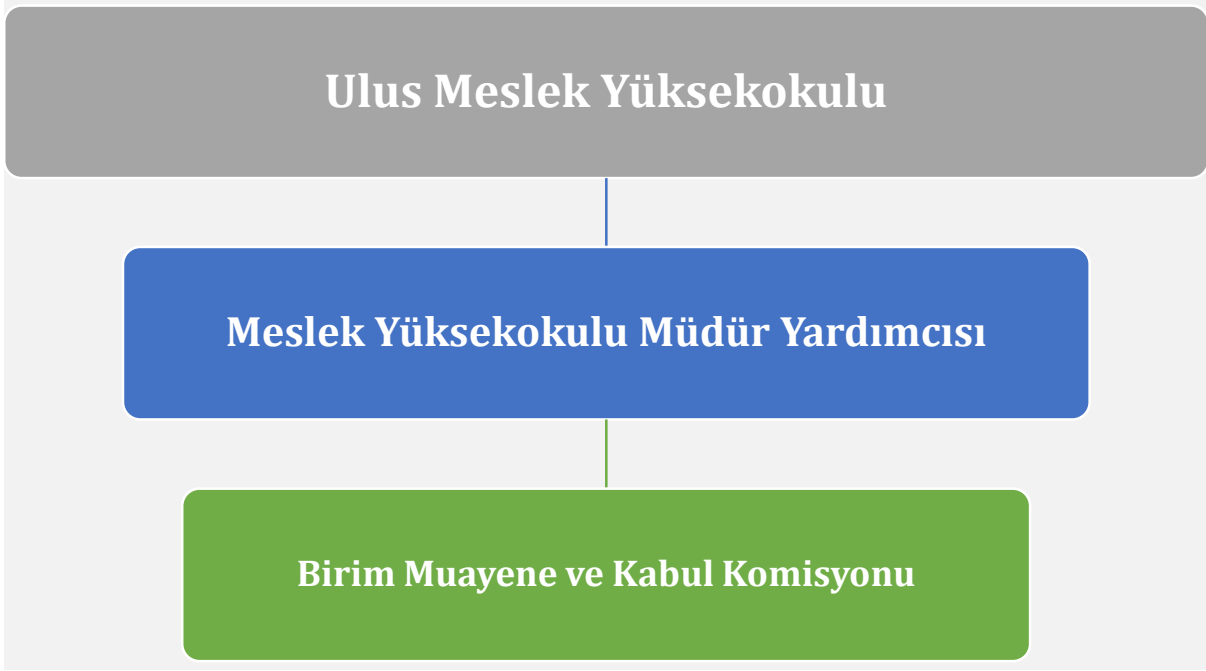 Ulus Meslek Yüksekokulu
Meslek Yüksekokulu Müdür Yardımcısı
Birim Muayene ve Kabul Komisyonu